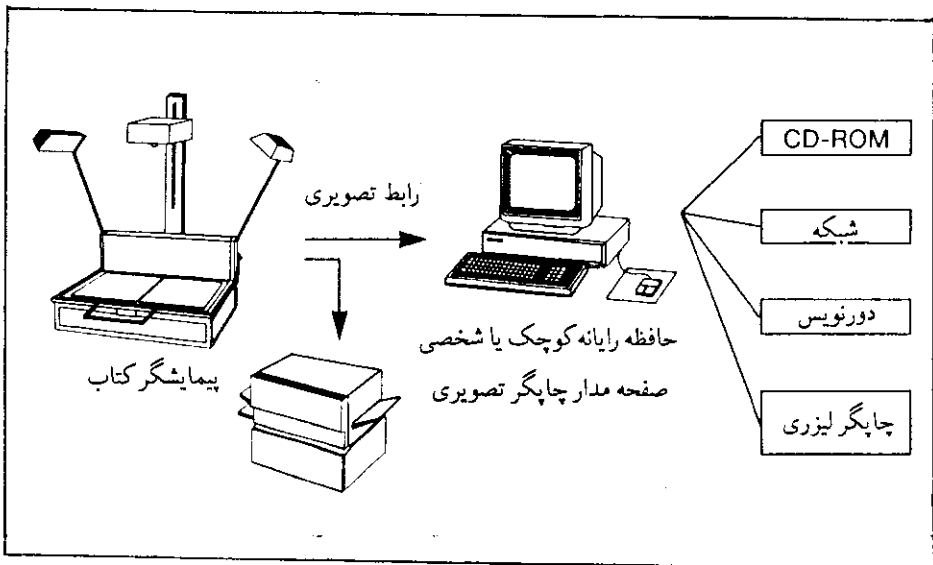 CD-ROM
شبکه
دورنویس
چاپگر لیزری
رابط تصویری
حافظه رایانه کوچک یا شخصی
صفحه مدار چاپگر تصویری
پیمایشگر کتاب